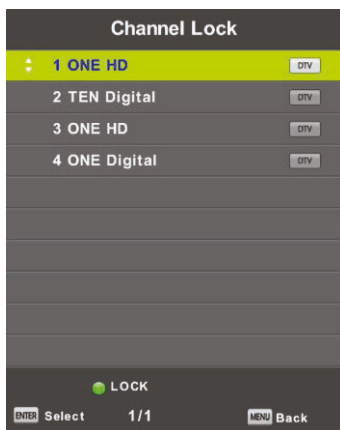 Channel Lock
1 ONE HD DTV
2 TEN Digital DTV
3 ONE HD DTV
4 ONE Digital DTV
LOCK
ENTER Select 1/1 MENU Back